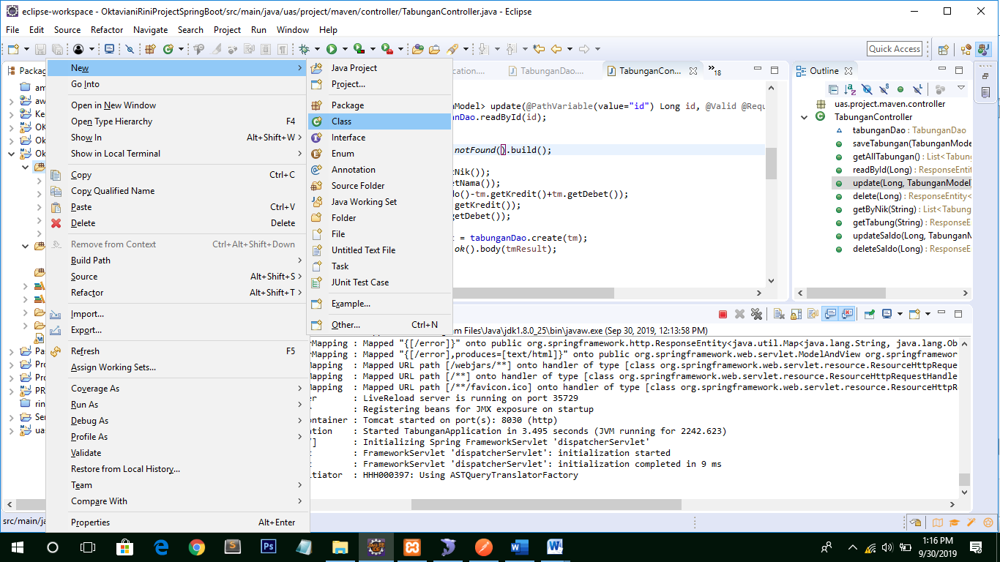 eclipse-workspace - OktavianiRiniProjectSpringBoot/src/main/java/uas/project/maven/controller/TabunganController.java - Eclipse
File Edit Source Refactor Navigate Search Project Run Window Help
Quick Access
Packag
am
aw
Ke
OK
Ok
Ok
Pa
Pro
Pro
PR
rin
Ser
uas
New
Go Into
Open in New Window
Open Type Hierarchy F4
Show In Alt+Shift+W
Show in Local Terminal
Copy Ctrl+C
Copy Qualified Name
Paste Ctrl+V
Delete Delete
Remove from Context Ctrl+Alt+Shift+Down
Build Path
Source Alt+Shift+S
Refactor Alt+Shift+T
Import...
Export...
Refresh F5
Assign Working Sets...
Coverage As
Run As
Debug As
Profile As
Validate
Restore from Local History...
Team
Compare With
Properties Alt+Enter
Java Project
Project...
Package
Class
Interface
Enum
Annotation
Source Folder
Java Working Set
Folder
File
Untitled Text File
Task
JUnit Test Case
Example...
Other... Ctrl+N
ication.... TabunganDao.... TabunganCon... 18
nModel> update(@PathVariable(value="id") Long id, @Valid @Requ
anDao.readById(id);
notFound().build();
tNik());
etNama());
do()-tm.getKredit()+tm.getDebet());
.getKredit());
getDebet());
t = tabunganDao.create(tm);
ok().body(tmResult);
Outline
uas.project.maven.controller
TabunganController
tabunganDao : TabunganDao
saveTabungan(TabunganMo
getAllTabungan() : List<Tabung
readById(Long) : ResponseEntit
update(Long, TabunganModel
delete(Long) : ResponseEntity<
getByNik(String) : List<Tabung
getTabung(String) : ResponseE
updateSaldo(Long, TabunganM
deleteSaldo(Long) : ResponseE
om Files\Java\jdk1.8.0_25\bin\javaw.exe (Sep 30, 2019, 12:13:58 PM)
rMapping : Mapped "{[/error]}" onto public org.springframework.http.ResponseEntity<java.util.Map<java.lang.String, java.lang.Ob
rMapping : Mapped "{[/error],produces=[text/html]}" onto public org.springframework.web.servlet.ModelAndView org.springframewor
Mapping : Mapped URL path [/webjars/**] onto handler of type [class org.springframework.web.servlet.resource.ResourceHttpReque
Mapping : Mapped URL path [/**] onto handler of type [class org.springframework.web.servlet.resource.ResourceHttpRequestHandle
Mapping : Mapped URL path [/**/favicon.ico] onto handler of type [class org.springframework.web.servlet.resource.ResourceHttpR
er : LiveReload server is running on port 35729
r : Registering beans for JMX exposure on startup
ontainer : Tomcat started on port(s): 8030 (http)
ation : Started TabunganApplication in 3.495 seconds (JVM running for 2242.623)
/] : Initializing Spring FrameworkServlet 'dispatcherServlet'
t : FrameworkServlet 'dispatcherServlet': initialization started
t : FrameworkServlet 'dispatcherServlet': initialization completed in 9 ms
itiator : HHH000397: Using ASTQueryTranslatorFactory
src/main/ja
1:16 PM
9/30/2019